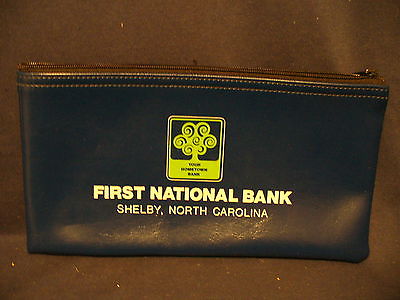 YOUR
HOMETOWN
BANK
FIRST NATIONAL BANK
SHELBY, NORTH CAROLINA